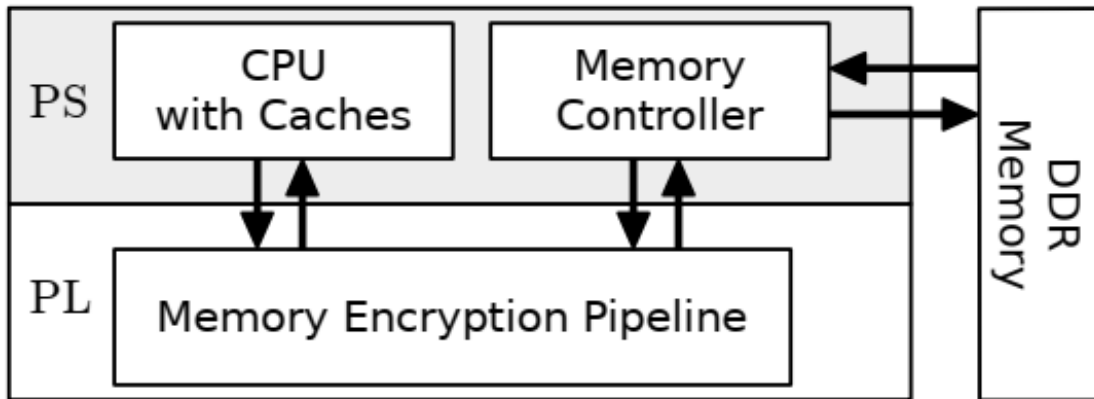 PS
CPU
with Caches
Memory
Controller
DDR
Memory
PL
Memory Encryption Pipeline